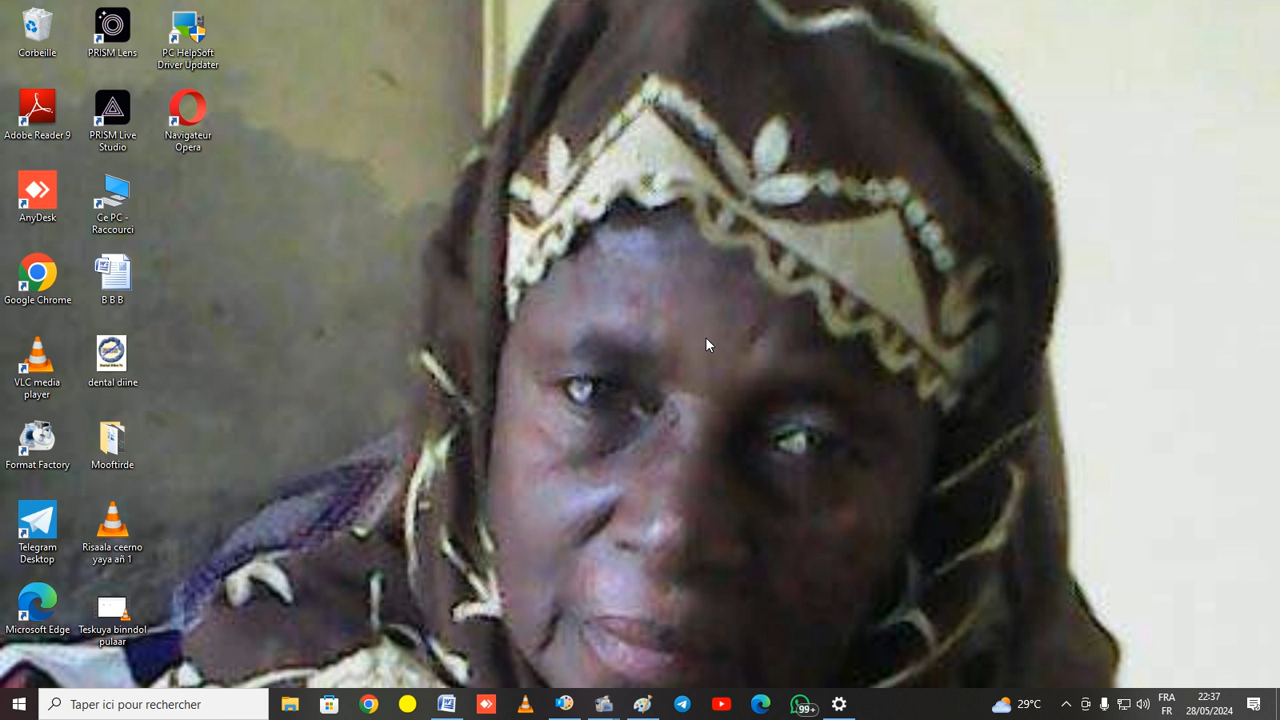 Corbeille
PRISM Lens
PC HelpSoft
Driver Updater
Adobe Reader 9
PRISM Live
Studio
Navigateur
Opera
AnyDesk
Ce PC -
Raccourci
Google Chrome
B B B
VLC media
player
dental diine
Format Factory
Mooftirde
Telegram
Desktop
Risaala ceerno
yaya añ 1
Microsoft Edge
Teskuya binndol
pulaar
Taper ici pour rechercher
99+
29°C
FRA
FR
22:37
28/05/2024